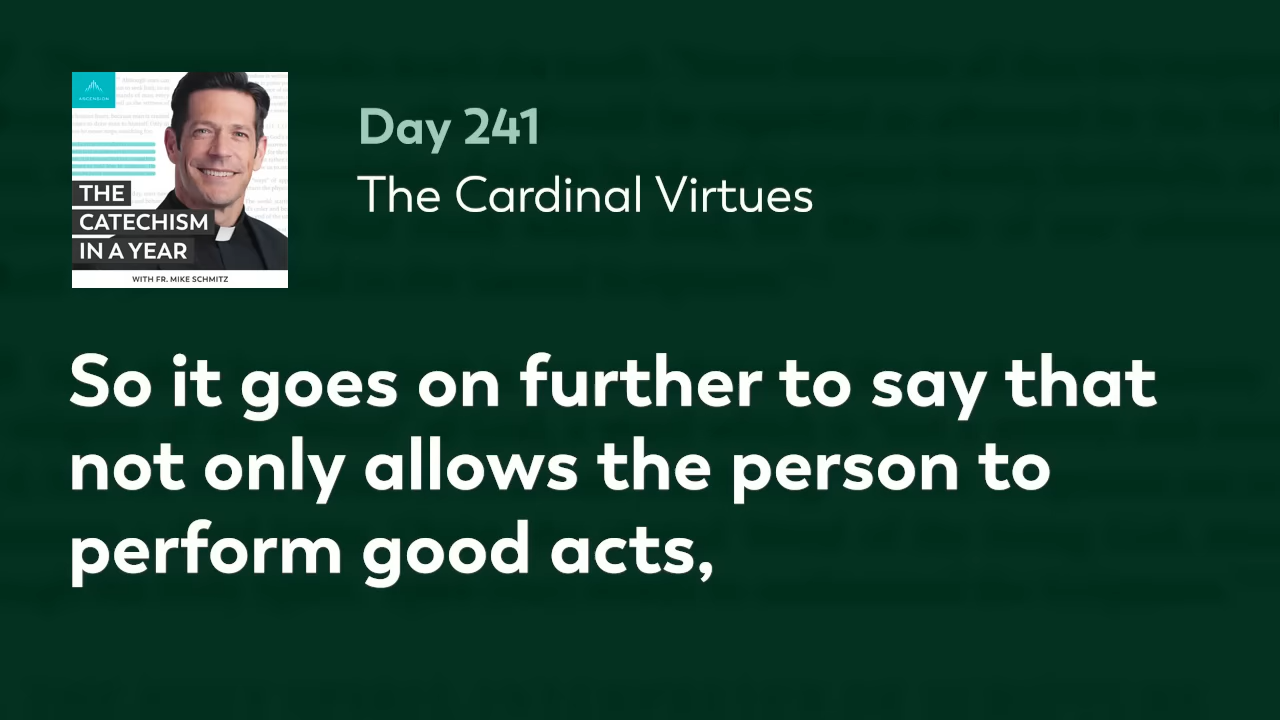 ASCENSION
THE
CATECHISM
IN A YEAR
WITH FR. MIKE SCHMITZ
Day 241
The Cardinal Virtues
So it goes on further to say that
not only allows the person to
perform good acts,